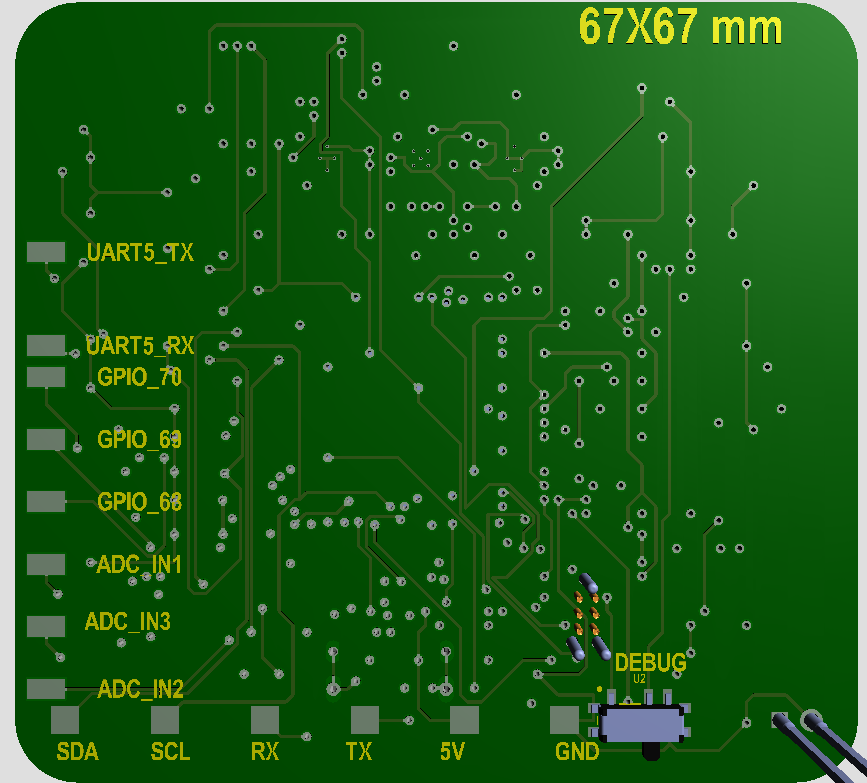 67X67 mm
UART5_TX
UART5_RX
GPIO_70
GPIO_69
GPIO_68
ADC_IN1
ADC_IN3
DEBUG
U2
ADC_IN2
SDA SCL RX TX 5V GND